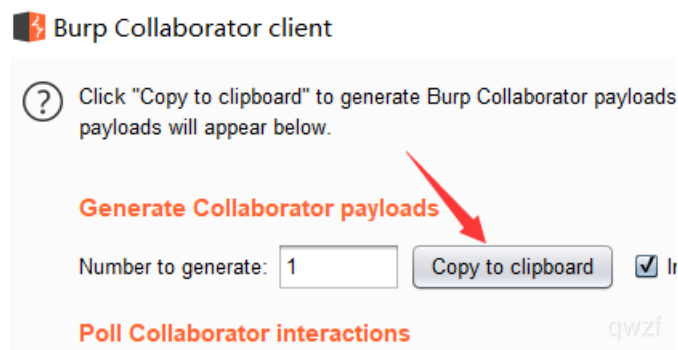 Burp Collaborator client
Click "Copy to clipboard" to generate Burp Collaborator payloads
payloads will appear below.
Generate Collaborator payloads
Number to generate: 1 Copy to clipboard
Poll Collaborator interactions
qwzf